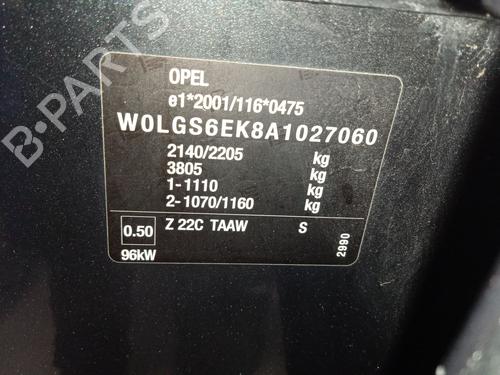 OPEL
e1*2001/116*0475
W0LGS6EK8A1027060
2140/2205 kg
3805 kg
1-1110 kg
2-1070/1160 kg
0.50 Z 22C TAAW S
96kW
2990